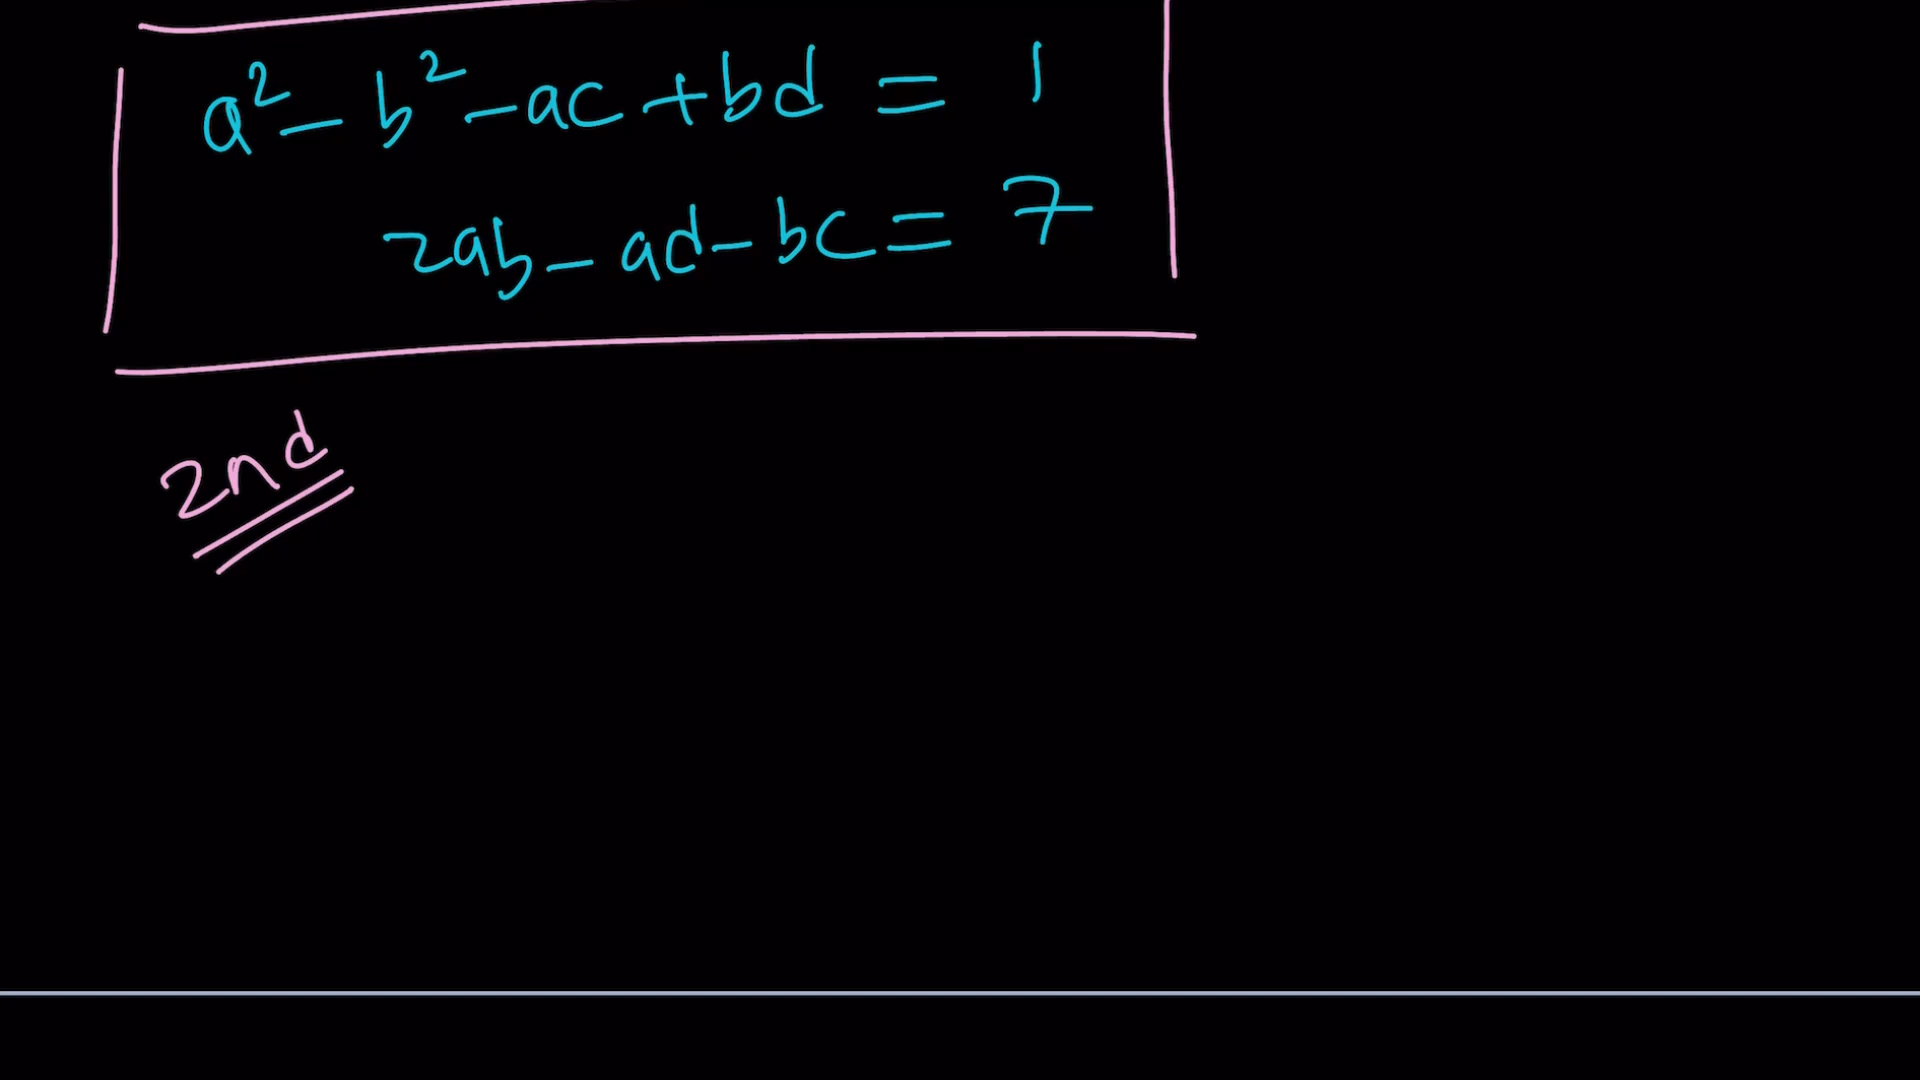 a² - b² - ac + bd = 1
2ab - ad - bc = 7
2nd